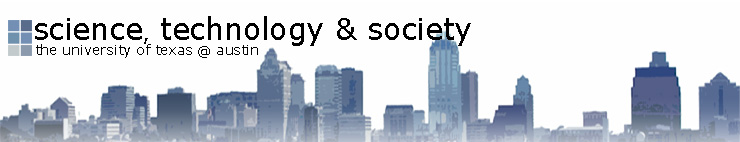 science, technology & society
the university of texas @ austin